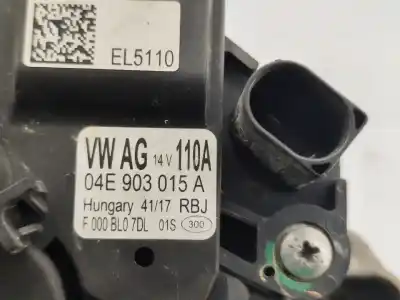 EL5110
VW AG 14 V 110A
04E 903 015 A
Hungary 41/17 RBJ
F 000 BL0 7DL 01S 300